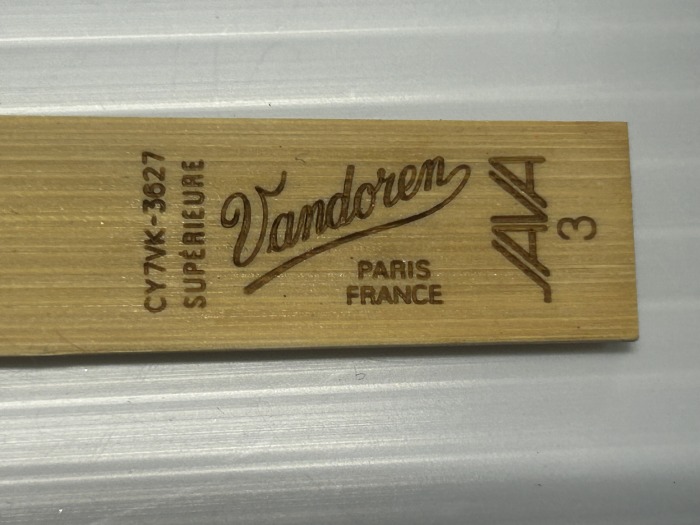 CY7VK-3627
SUPÉRIEURE
Vandoren
PARIS
FRANCE
JAVA
3